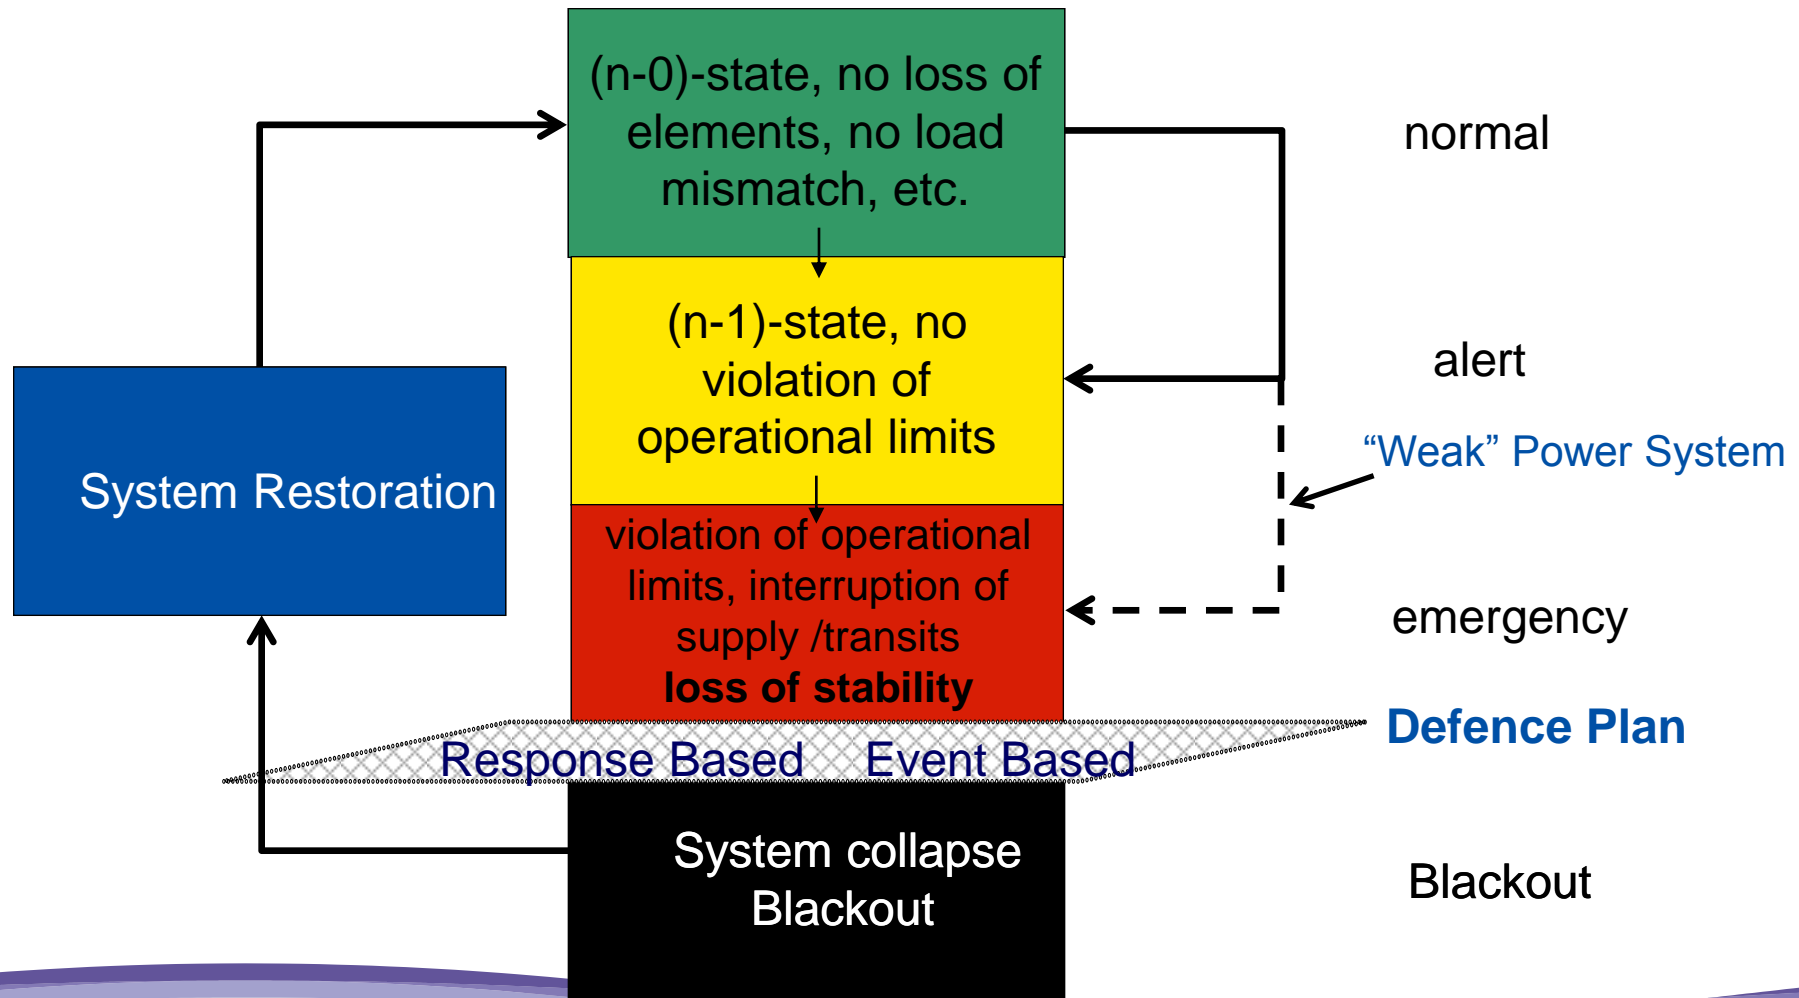 (n-0)-state, no loss of
elements, no load
mismatch, etc.
normal
(n-1)-state, no
violation of
operational limits
alert
“Weak” Power System
System Restoration
violation of operational
limits, interruption of
supply /transits
loss of stability
emergency
Defence Plan
Response Based Event Based
System collapse
Blackout
Blackout